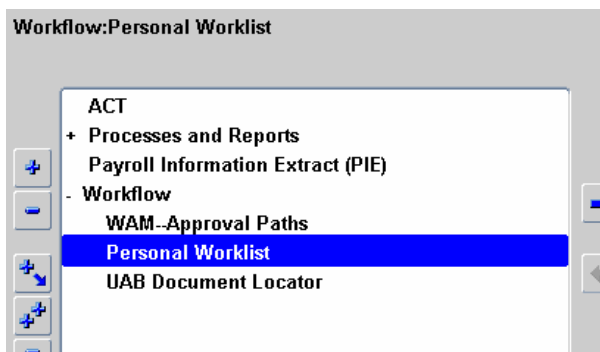 Workflow:Personal Worklist
ACT
+ Processes and Reports
Payroll Information Extract (PIE)
- Workflow
WAM--Approval Paths
Personal Worklist
UAB Document Locator